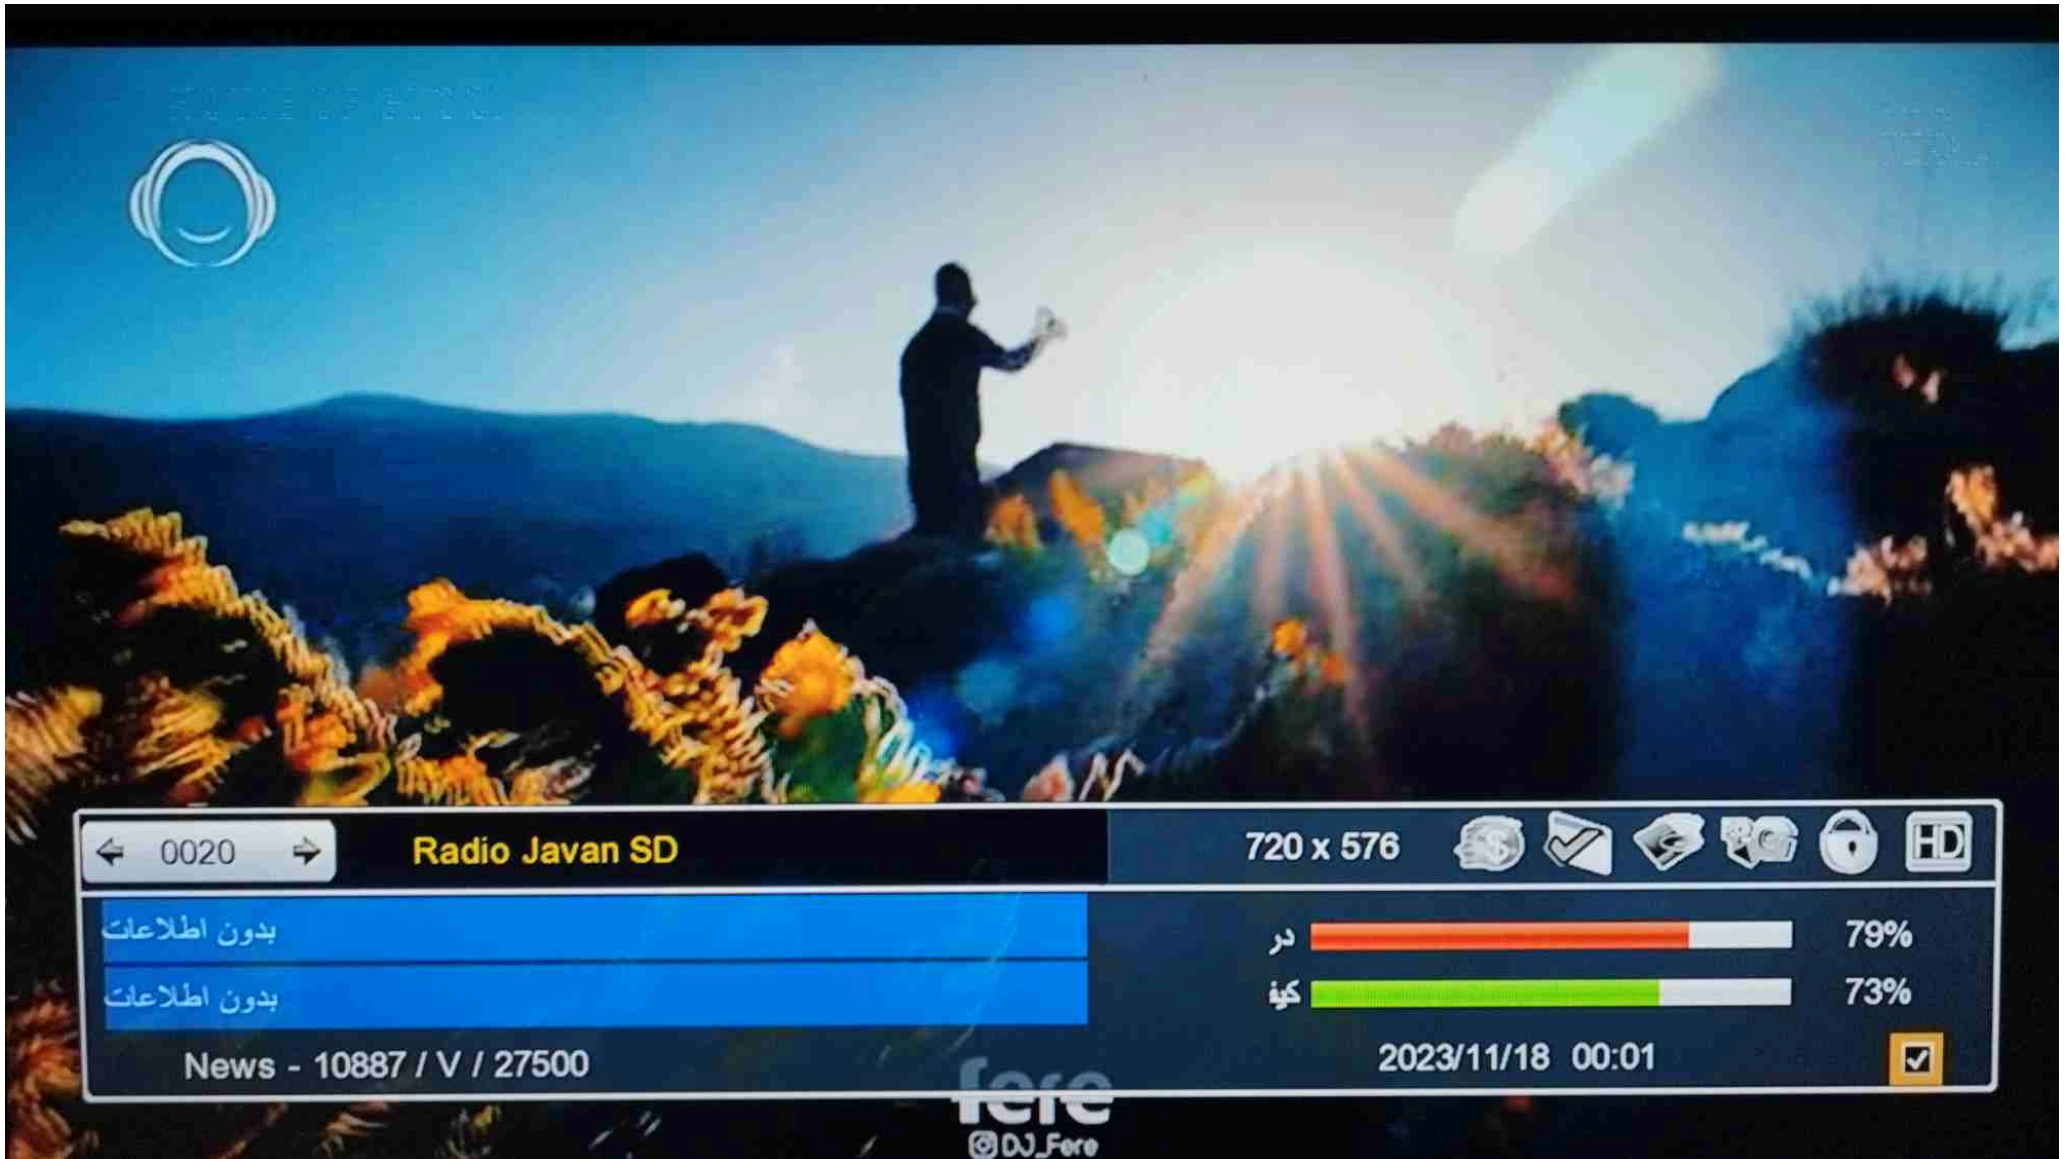 0020
Radio Javan SD
720 x 576
HD
بدون اطلاعات
در
79%
بدون اطلاعات
كيف
73%
News - 10887 / V / 27500
2023/11/18 00:01
fere
DJ_Fere